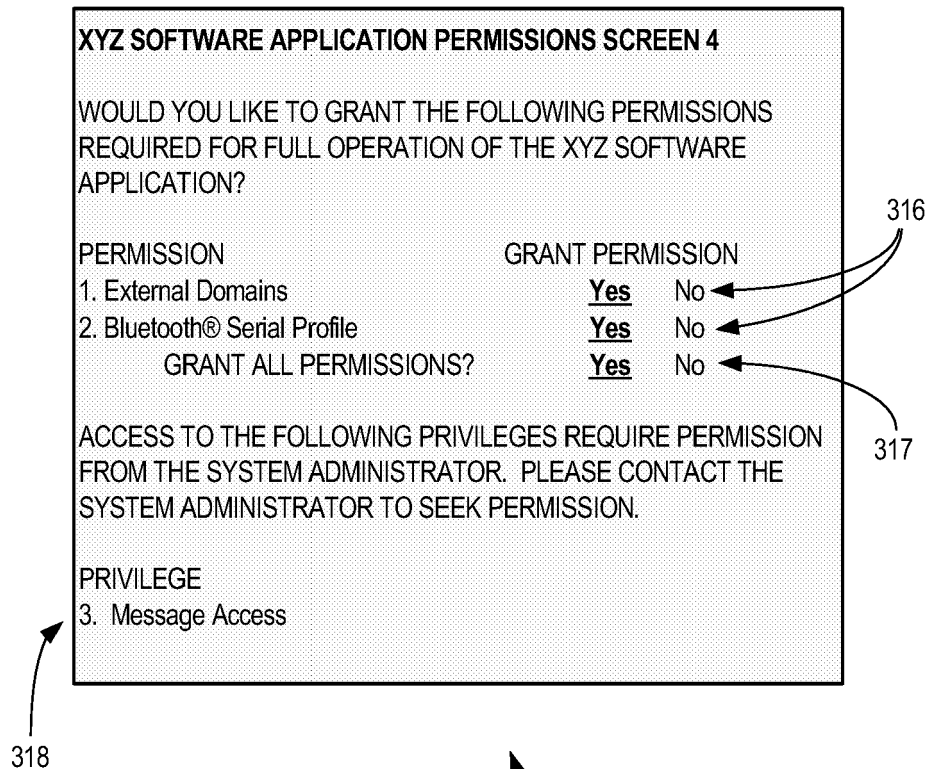 XYZ SOFTWARE APPLICATION PERMISSIONS SCREEN 4
WOULD YOU LIKE TO GRANT THE FOLLOWING PERMISSIONS
REQUIRED FOR FULL OPERATION OF THE XYZ SOFTWARE
APPLICATION?
316
PERMISSION GRANT PERMISSION
1. External Domains Yes No
2. Bluetooth® Serial Profile Yes No
GRANT ALL PERMISSIONS? Yes No
317
ACCESS TO THE FOLLOWING PRIVILEGES REQUIRE PERMISSION
FROM THE SYSTEM ADMINISTRATOR. PLEASE CONTACT THE
SYSTEM ADMINISTRATOR TO SEEK PERMISSION.
PRIVILEGE
3. Message Access
318